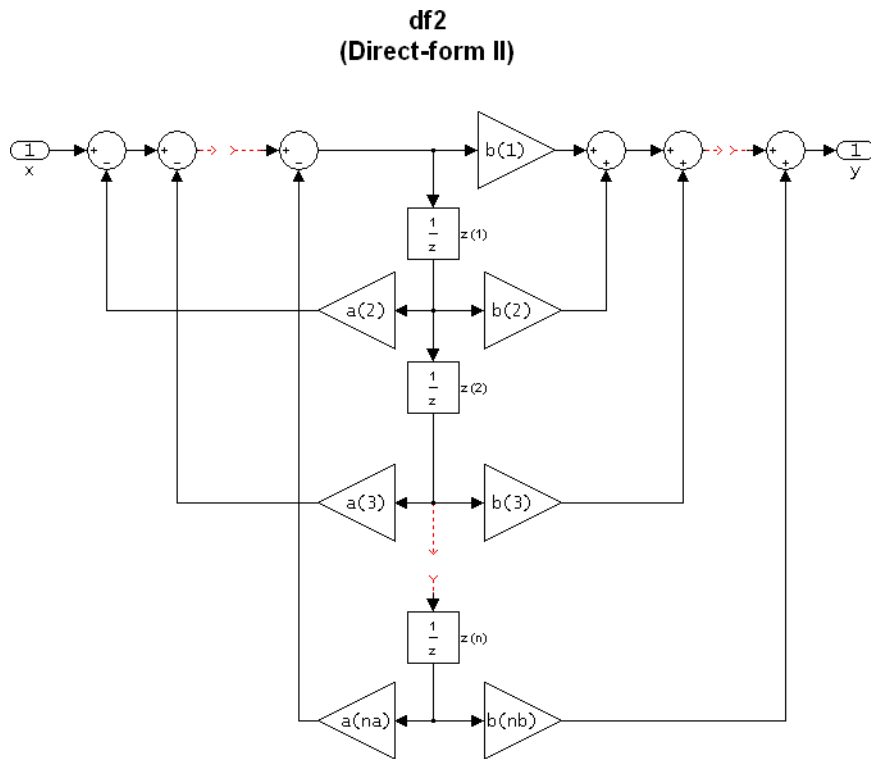 df2
(Direct-form II)
1
x
+
−
+
−
+
−
b(1)
+
+
+
+
+
+
1
y
1
z
z(1)
a(2)
b(2)
1
z
z(2)
a(3)
b(3)
1
z
z(n)
a(na)
b(nb)